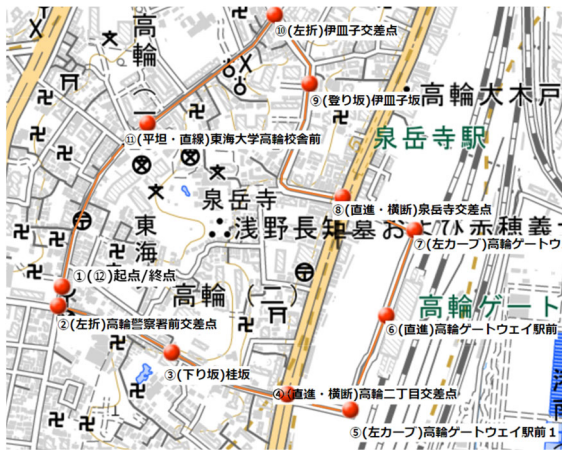 高輪
⑩(左折)伊皿子交差点
⑨(登り坂)伊皿子坂
高輪大木戸
(一)
⑪(平坦・直線)東海大学高輪校舎前
泉岳寺駅
泉岳寺
⑧(直進・横断)泉岳寺交差点
浅野長矩墓および赤穂義
東海
⑦(左カーブ)高輪ゲートウ
①(⑫)起点/終点
高輪(二)
高輪ゲート
②(左折)高輪警察署前交差点
⑥(直進)高輪ゲートウェイ駅前
③(下り坂)桂坂
④(直進・横断)高輪二丁目交差点
⑤(左カーブ)高輪ゲートウェイ駅前1